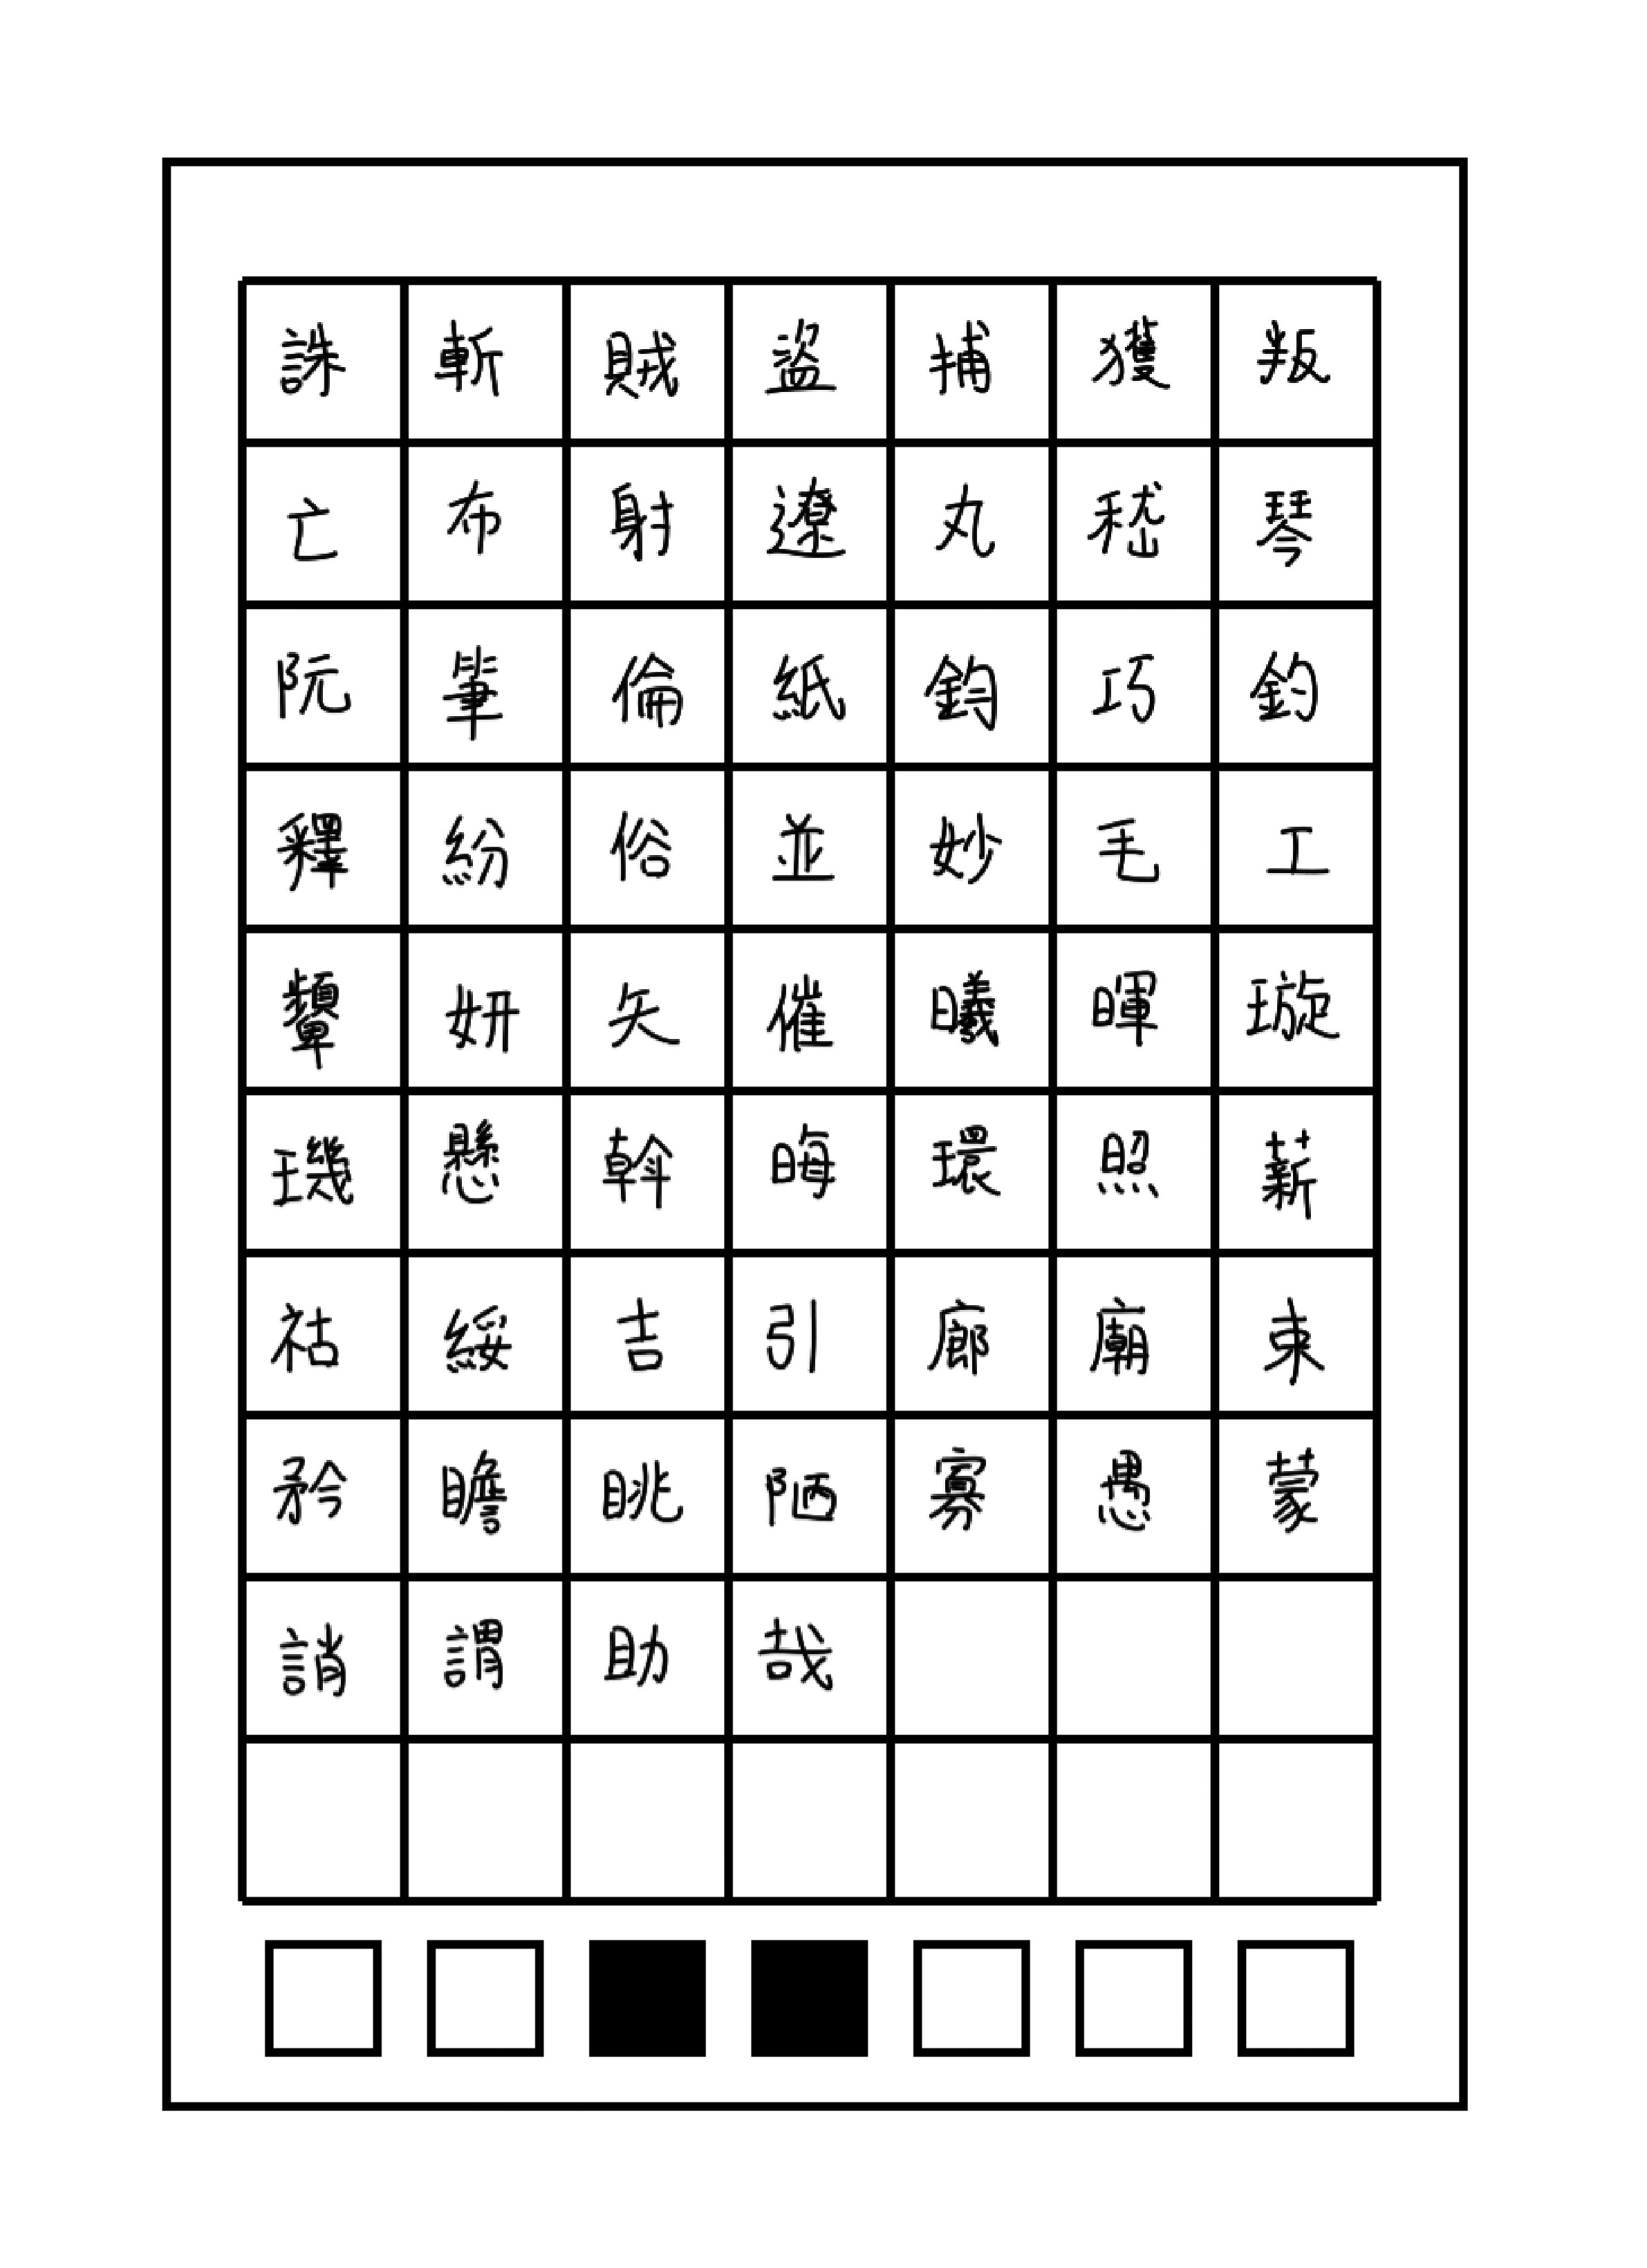 誅斬賊盜捕獲叛
亡布射遼丸嵇琴
阮筆倫紙鈞巧釣
釋紛俗並妙毛工
顰妍矢催曦暉璇
璣懸斡晦環照薪
祜綏吉引廊廟束
矜瞻眺陋寡愚蒙
誚謂助哉